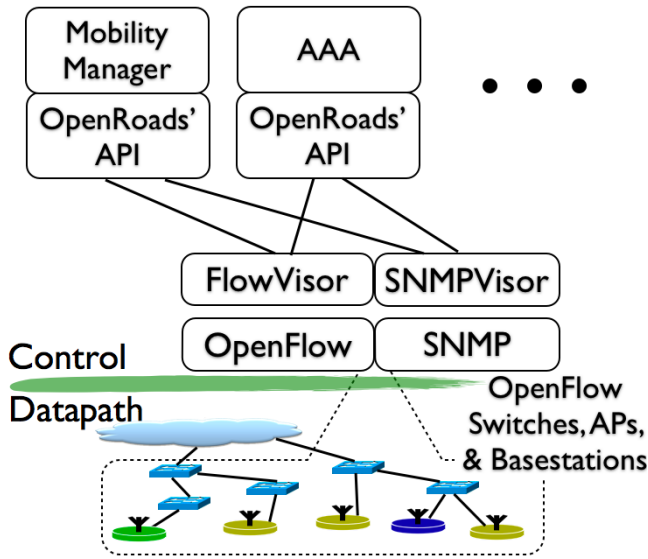 Mobility
Manager
AAA
OpenRoads'
API
OpenRoads'
API
FlowVisor
SNMPVisor
OpenFlow
SNMP
Control
Datapath
OpenFlow
Switches, APs,
& Basestations